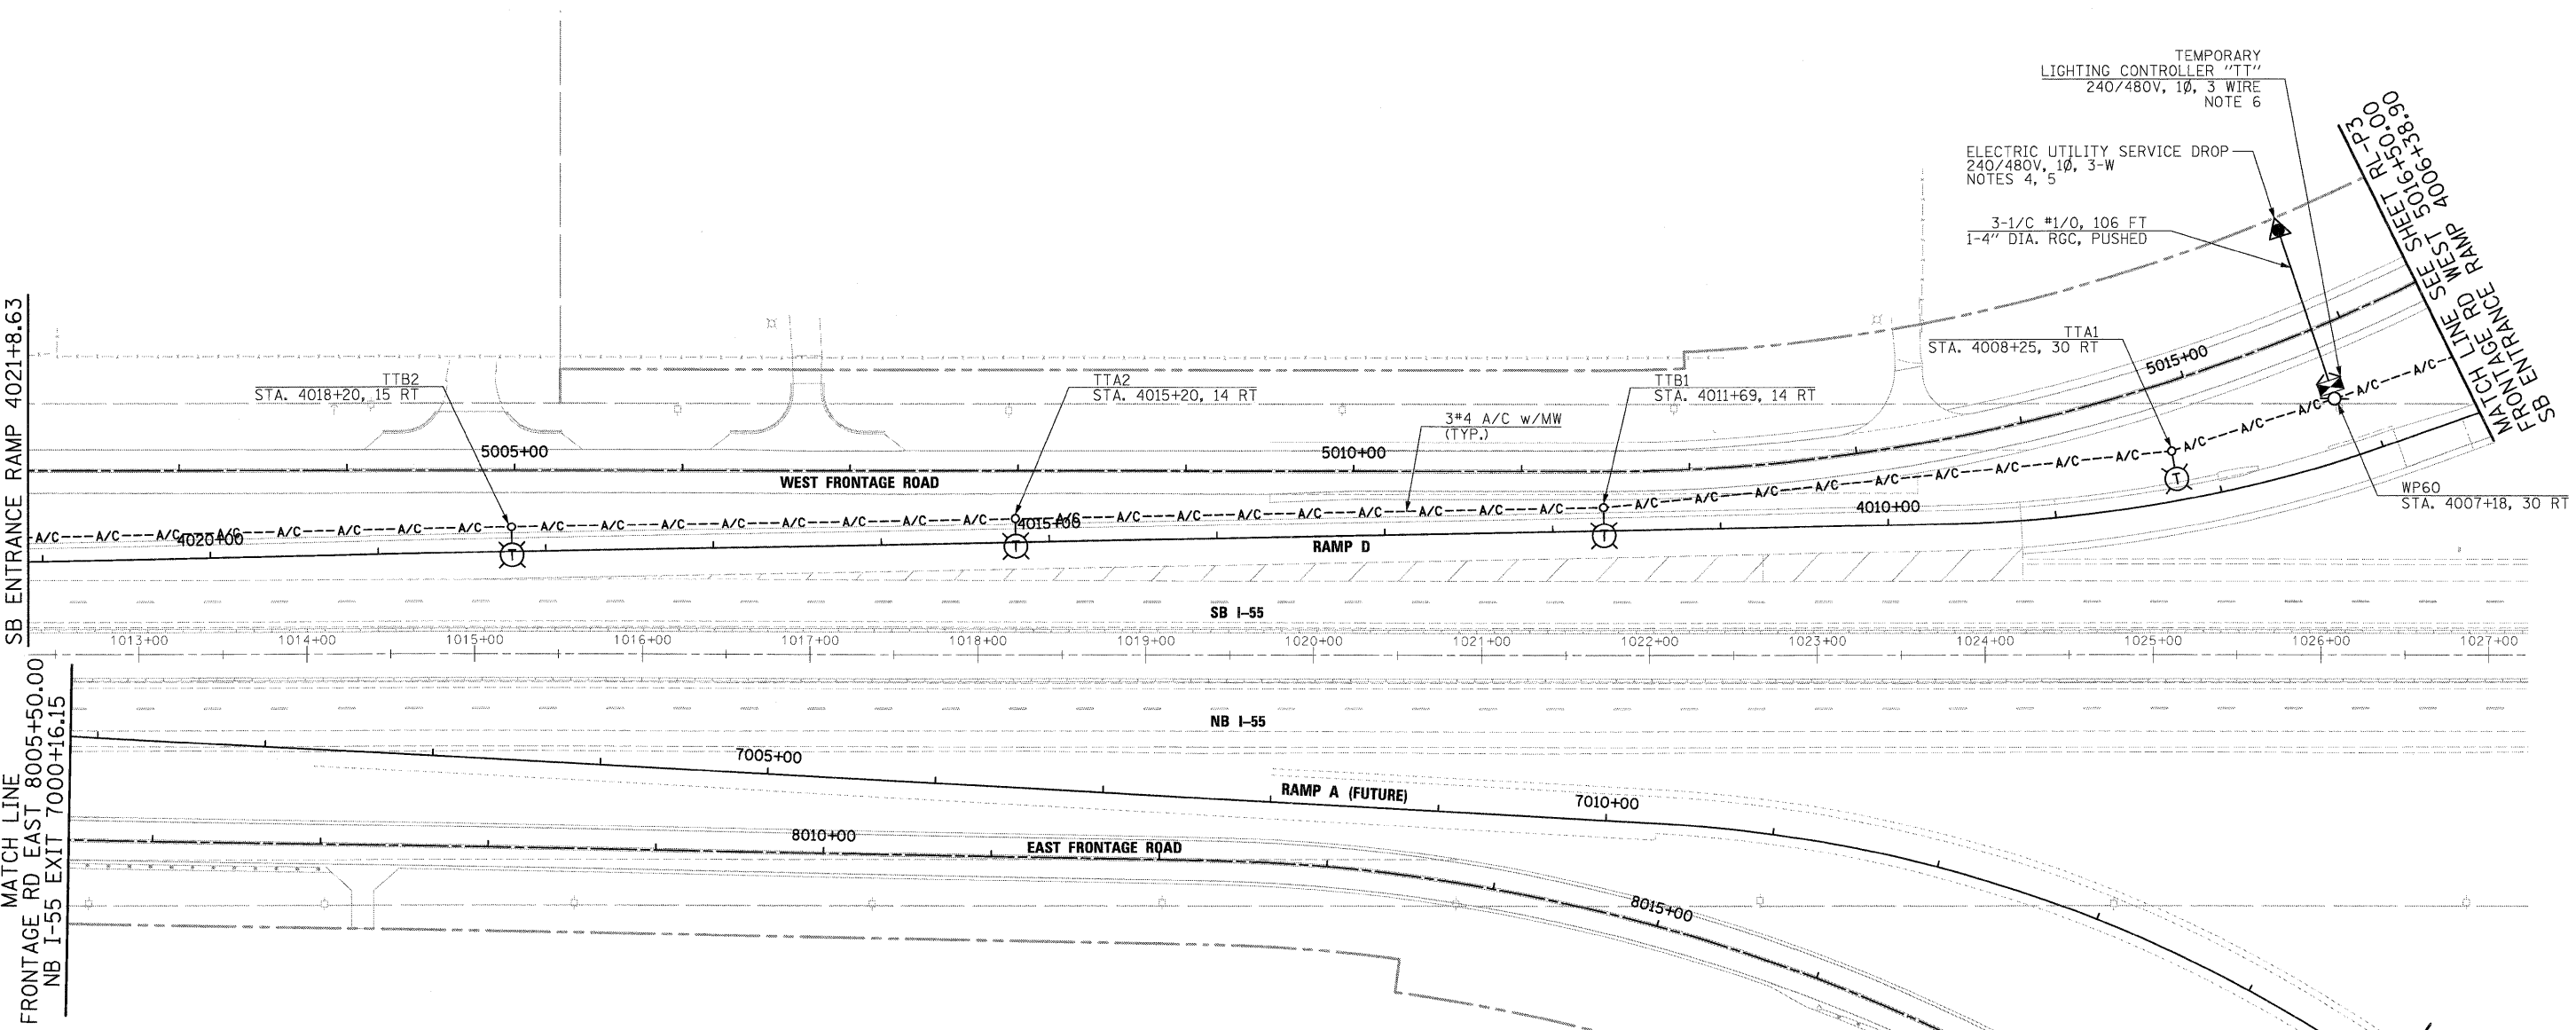 TEMPORARY
LIGHTING CONTROLLER "TT"
240/480V, 1Ø, 3 WIRE
NOTE 6
ELECTRIC UTILITY SERVICE DROP
240/480V, 1Ø, 3-W
NOTES 4, 5
3-1/C #1/0, 106 FT
1-4" DIA. RGC, PUSHED
MATCH LINE SEE SHEET RL-P3
FRONTAGE RD WEST 5016+50.00
SB ENTRANCE RAMP 4006+38.90
SB ENTRANCE RAMP 4021+8.63
TTB2
STA. 4018+20, 15 RT
TTA2
STA. 4015+20, 14 RT
TTB1
STA. 4011+69, 14 RT
TTA1
STA. 4008+25, 30 RT
3#4 A/C w/MW
(TYP.)
WP60
STA. 4007+18, 30 RT
5005+00
5010+00
5015+00
WEST FRONTAGE ROAD
A/C A/C A/C A/C A/C A/C A/C A/C A/C A/C A/C A/C A/C A/C A/C A/C A/C A/C A/C A/C A/C A/C A/C A/C A/C A/C A/C A/C A/C A/C A/C A/C A/C A/C A/C A/C A/C A/C
4020+00
4015+00
4010+00
RAMP D
SB I-55
1013+00 1014+00 1015+00 1016+00 1017+00 1018+00 1019+00 1020+00 1021+00 1022+00 1023+00 1024+00 1025+00 1026+00 1027+00
NB I-55
MATCH LINE
FRONTAGE RD EAST 8005+50.00
NB I-55 EXIT 7000+16.15
7005+00
RAMP A (FUTURE)
7010+00
8010+00
EAST FRONTAGE ROAD
8015+00
T
T
T
T